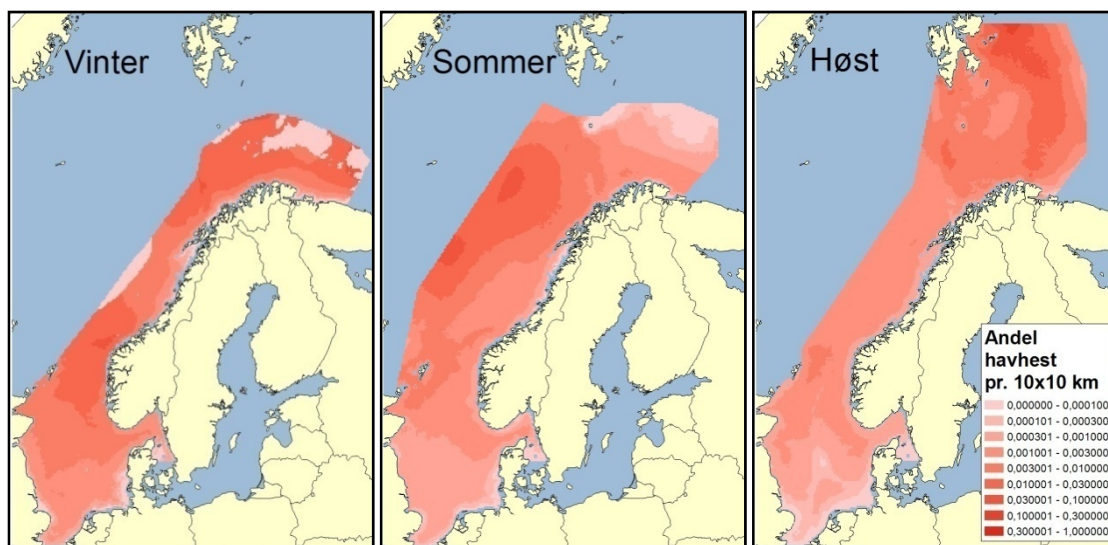 Vinter
Sommer
Høst
Andel
havhest
pr. 10x10 km
0,000000 - 0,000100
0,000101 - 0,000300
0,000301 - 0,001000
0,001001 - 0,003000
0,003001 - 0,010000
0,010001 - 0,030000
0,030001 - 0,100000
0,100001 - 0,300000
0,300001 - 1,000000